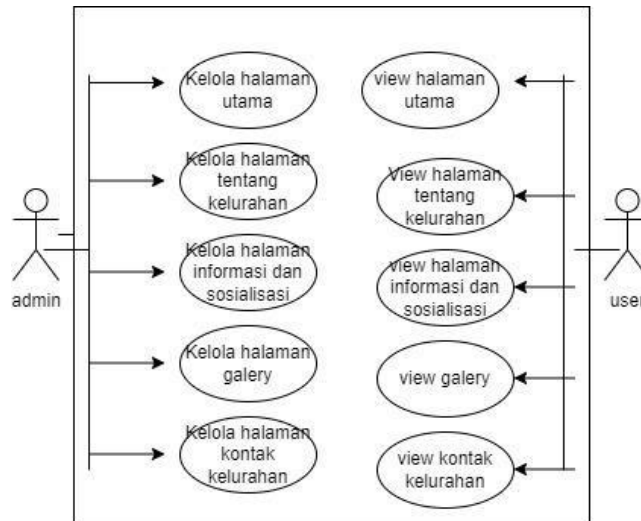 Kelola halaman
utama
view halaman
utama
Kelola halaman
tentang
kelurahan
View halaman
tentang
kelurahan
admin
Kelola halaman
informasi dan
sosialisasi
view halaman
informasi dan
sosialisasi
user
Kelola halaman
galery
view galery
Kelola halaman
kontak
kelurahan
view kontak
kelurahan